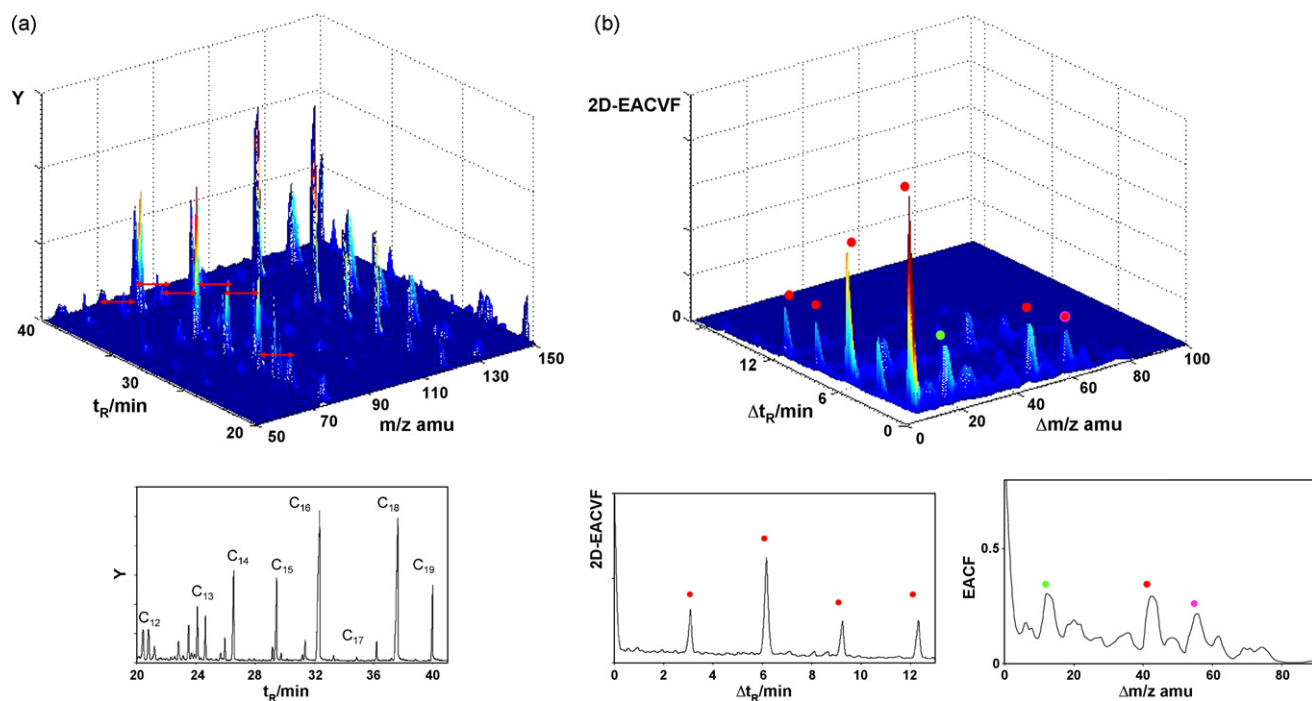 (a)
Y
40
30
20
t_R/min
50
70
90
110
130
150
m/z amu
(b)
2D-EACVF
0
12
6
0
Δt_R/min
0
20
40
60
80
100
Δm/z amu
Y
C₁₂
C₁₃
C₁₄
C₁₅
C₁₆
C₁₇
C₁₈
C₁₉
20 24 28 32 36 40
t_R/min
2D-EACVF
0 2 4 6 8 10 12
Δt_R/min
EACF
0.5
0
0 20 40 60 80
Δm/z amu